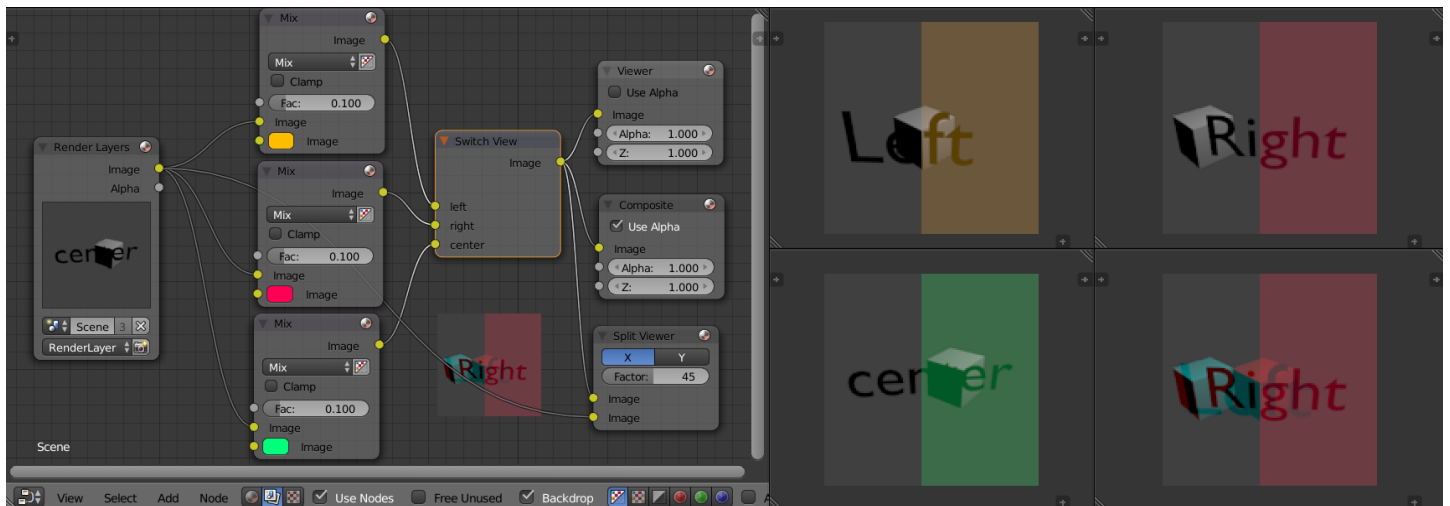 Mix
Image
Mix
Clamp
Fac: 0.100
Image
Image
Render Layers
Image
Alpha
center
Scene 3
RenderLayer
Mix
Image
Mix
Clamp
Fac: 0.100
Image
Image
Mix
Image
Mix
Clamp
Fac: 0.100
Image
Image
Switch View
Image
left
right
center
Viewer
Use Alpha
Image
Alpha: 1.000
Z: 1.000
Composite
Use Alpha
Image
Alpha: 1.000
Z: 1.000
Split Viewer
X Y
Factor: 45
Image
Image
Right
Scene
View Select Add Node Use Nodes Free Unused Backdrop
Left
Right
center
Right